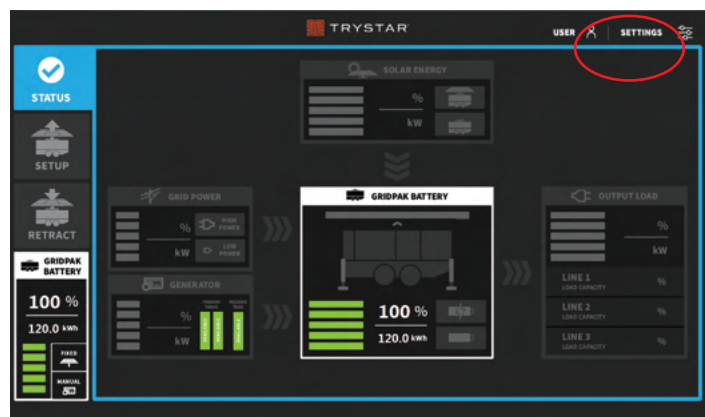 TRYSTAR
USER
SETTINGS
STATUS
SETUP
RETRACT
GRIDPAK
BATTERY
100 %
120.0 kWh
FIXED
MANUAL
SOLAR ENERGY
%
kW
GRID POWER
%
kW
HIGH
POWER
LOW
POWER
GENERATOR
%
kW
GRIDPAK BATTERY
100 %
120.0 kWh
OUTPUT LOAD
%
kW
LINE 1
LOAD CAPACITY
%
LINE 2
LOAD CAPACITY
%
LINE 3
LOAD CAPACITY
%